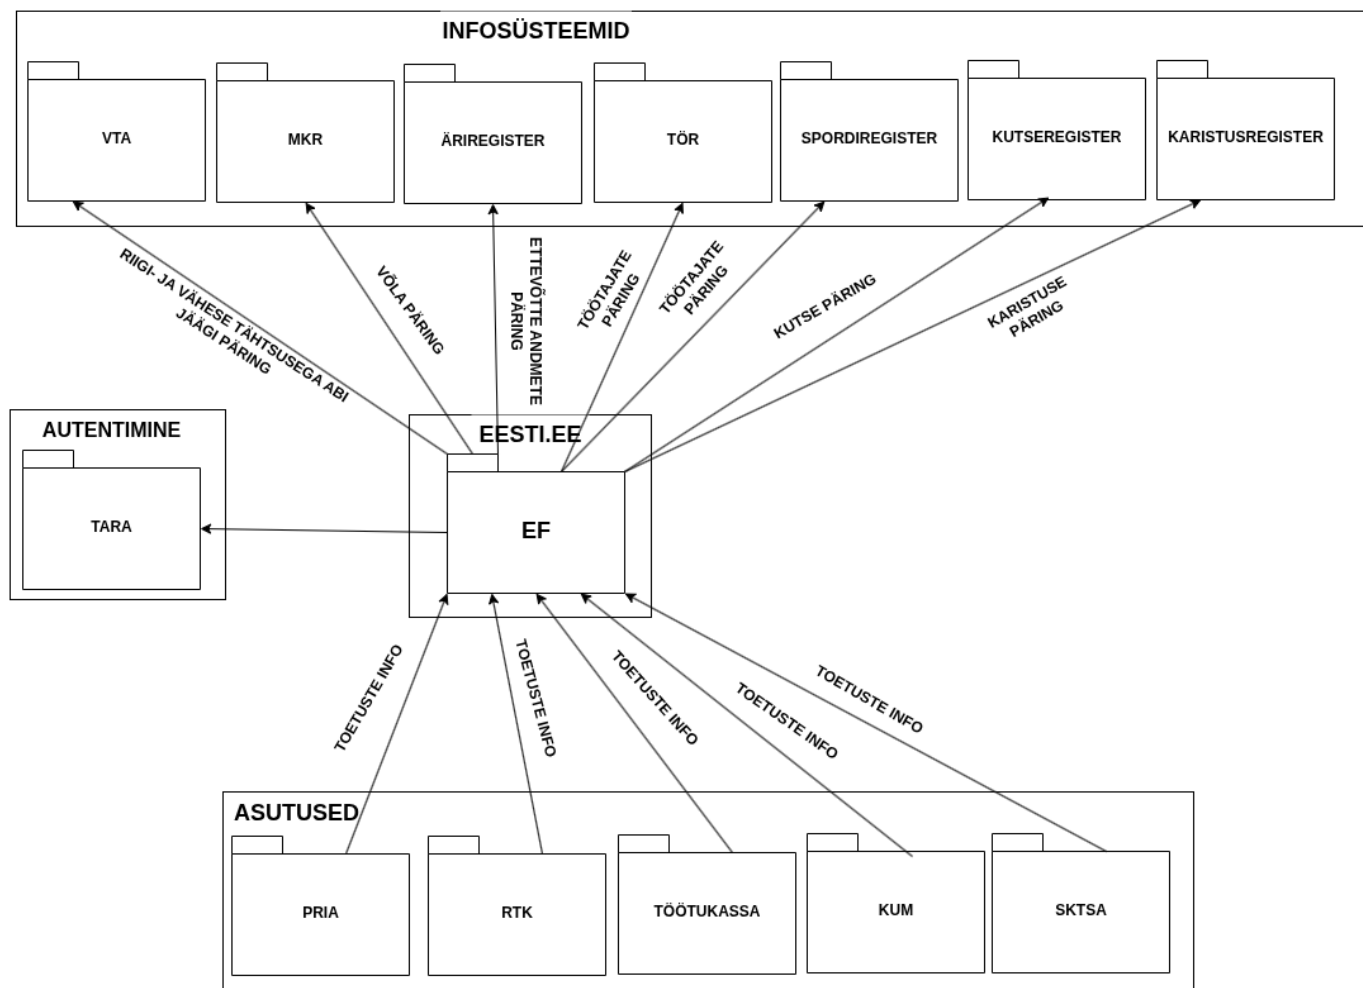 INFOSÜSTEEMID
VTA
MKR
ÄRIREGISTER
TÖR
SPORDIREGISTER
KUTSEREGISTER
KARISTUSREGISTER
RIIGI- JA VÄHESE TÄHTSUSEGA ABI
JÄÄGI PÄRING
VÕLA PÄRING
ETTEVÕTTE ANDMETE
PÄRING
TÖÖTAJATE
PÄRING
TÖÖTAJATE
PÄRING
KUTSE PÄRING
KARISTUSE
PÄRING
AUTENTIMINE
TARA
EESTI.EE
EF
TOETUSTE INFO
TOETUSTE INFO
TOETUSTE INFO
TOETUSTE INFO
TOETUSTE INFO
ASUTUSED
PRIA
RTK
TÖÖTUKASSA
KUM
SKTSA